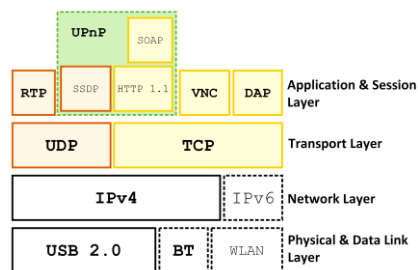 UPnP
SOAP
RTP
SSDP
HTTP 1.1
VNC
DAP
Application & Session
Layer
UDP
TCP
Transport Layer
IPv4
IPv6
Network Layer
USB 2.0
BT
WLAN
Physical & Data Link
Layer